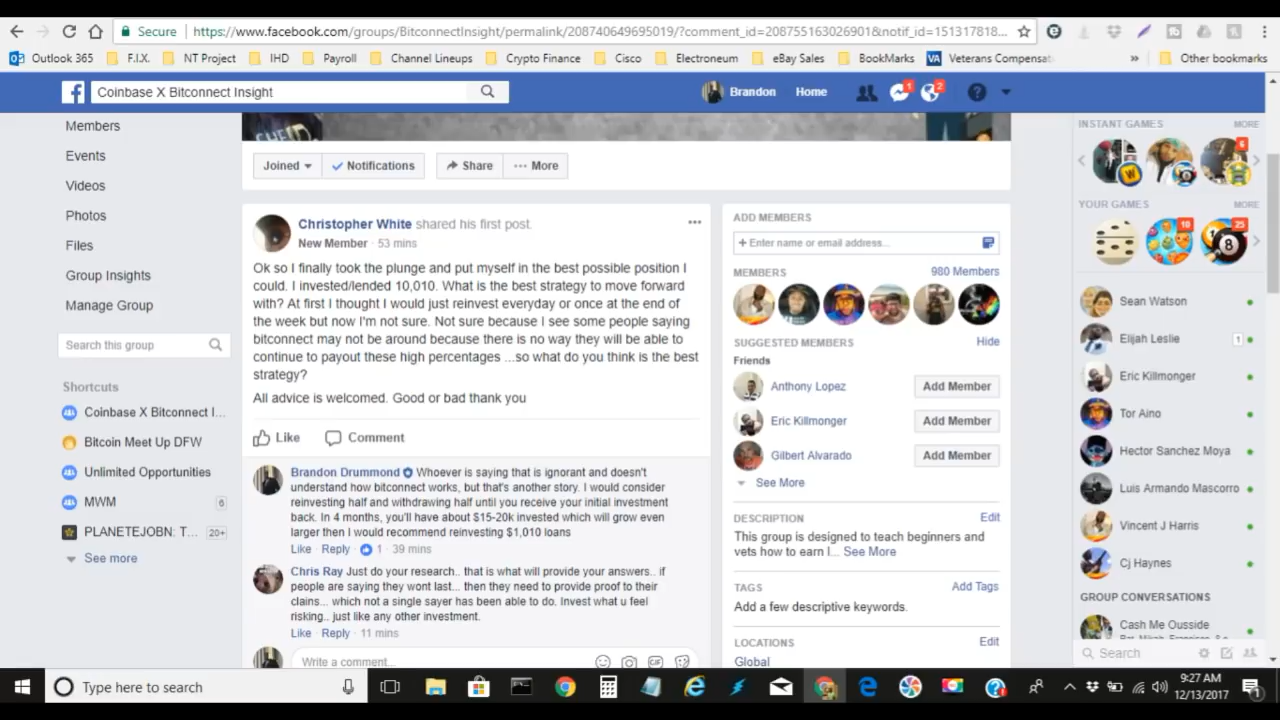 Secure
https://www.facebook.com/groups/BitconnectInsight/permalink/208740649695019/?comment_id=208755163026901&notif_id=151317818...
Outlook 365
F.I.X.
NT Project
IHD
Payroll
Channel Lineups
Crypto Finance
Cisco
Electroneum
eBay Sales
BookMarks
VA
Veterans Compensat
»
Other bookmarks
Coinbase X Bitconnect Insight
Brandon
Home
1
2
Members
Events
Videos
Photos
Files
Group Insights
Manage Group
Search this group
Shortcuts
Coinbase X Bitconnect I...
Bitcoin Meet Up DFW
Unlimited Opportunities
MWM
6
PLANETEJOBN: T...
20+
See more
Joined
Notifications
Share
More
Christopher White shared his first post.
New Member · 53 mins
Ok so I finally took the plunge and put myself in the best possible position I
could. I invested/lended 10,010. What is the best strategy to move forward
with? At first I thought I would just reinvest everyday or once at the end of
the week but now I'm not sure. Not sure because I see some people saying
bitconnect may not be around because there is no way they will be able to
continue to payout these high percentages ...so what do you think is the best
strategy?
All advice is welcomed. Good or bad thank you
Like
Comment
Brandon Drummond Whoever is saying that is ignorant and doesn't
understand how bitconnect works, but that's another story. I would consider
reinvesting half and withdrawing half until you receive your initial investment
back. In 4 months, you'll have about $15-20k invested which will grow even
larger then I would recommend reinvesting $1,010 loans
Like · Reply · 1 · 39 mins
Chris Ray Just do your research.. that is what will provide your answers.. if
people are saying they wont last... then they need to provide proof to their
clains... which not a single sayer has been able to do. Invest what u feel
risking.. just like any other investment.
Like · Reply · 11 mins
Write a comment...
GIF
ADD MEMBERS
+ Enter name or email address...
MEMBERS
980 Members
SUGGESTED MEMBERS
Hide
Friends
Anthony Lopez
Add Member
Eric Killmonger
Add Member
Gilbert Alvarado
Add Member
See More
DESCRIPTION
Edit
This group is designed to teach beginners and
vets how to earn I... See More
TAGS
Add Tags
Add a few descriptive keywords.
LOCATIONS
Edit
Global
INSTANT GAMES
MORE
W
6
YOUR GAMES
MORE
10
25
8
Sean Watson
Elijah Leslie
1
Eric Killmonger
Tor Aino
Hector Sanchez Moya
Luis Armando Mascorro
Vincent J Harris
Cj Haynes
GROUP CONVERSATIONS
Cash Me Ousside
Search
Type here to search
9:27 AM
12/13/2017
1